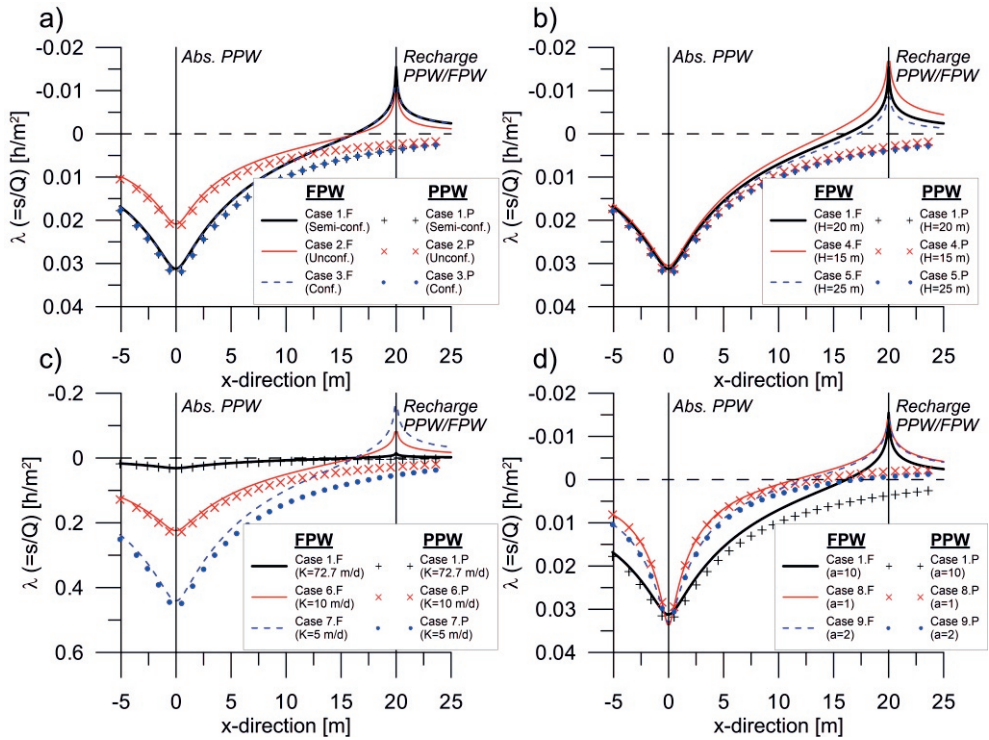 a)
Abs. PPW
Recharge
PPW/FPW
-0.02
-0.01
0
0.01
0.02
0.03
0.04
λ (=s/Q) [h/m²]
FPW PPW
Case 1.F Case 1.P
(Semi-conf.) (Semi-conf.)
Case 2.F Case 2.P
(Unconf.) (Unconf.)
Case 3.F Case 3.P
(Conf.) (Conf.)
-5 0 5 10 15 20 25
x-direction [m]
b)
Abs. PPW
Recharge
PPW/FPW
-0.02
-0.01
0
0.01
0.02
0.03
0.04
λ (=s/Q) [h/m²]
FPW PPW
Case 1.F Case 1.P
(H=20 m) (H=20 m)
Case 4.F Case 4.P
(H=15 m) (H=15 m)
Case 5.F Case 5.P
(H=25 m) (H=25 m)
-5 0 5 10 15 20 25
x-direction [m]
c)
Abs. PPW
Recharge
PPW/FPW
-0.2
0
0.2
0.4
0.6
λ (=s/Q) [h/m²]
FPW PPW
Case 1.F Case 1.P
(K=72.7 m/d) (K=72.7 m/d)
Case 6.F Case 6.P
(K=10 m/d) (K=10 m/d)
Case 7.F Case 7.P
(K=5 m/d) (K=5 m/d)
-5 0 5 10 15 20 25
x-direction [m]
d)
Abs. PPW
Recharge
PPW/FPW
-0.02
-0.01
0
0.01
0.02
0.03
0.04
λ (=s/Q) [h/m²]
FPW PPW
Case 1.F Case 1.P
(a=10) (a=10)
Case 8.F Case 8.P
(a=1) (a=1)
Case 9.F Case 9.P
(a=2) (a=2)
-5 0 5 10 15 20 25
x-direction [m]